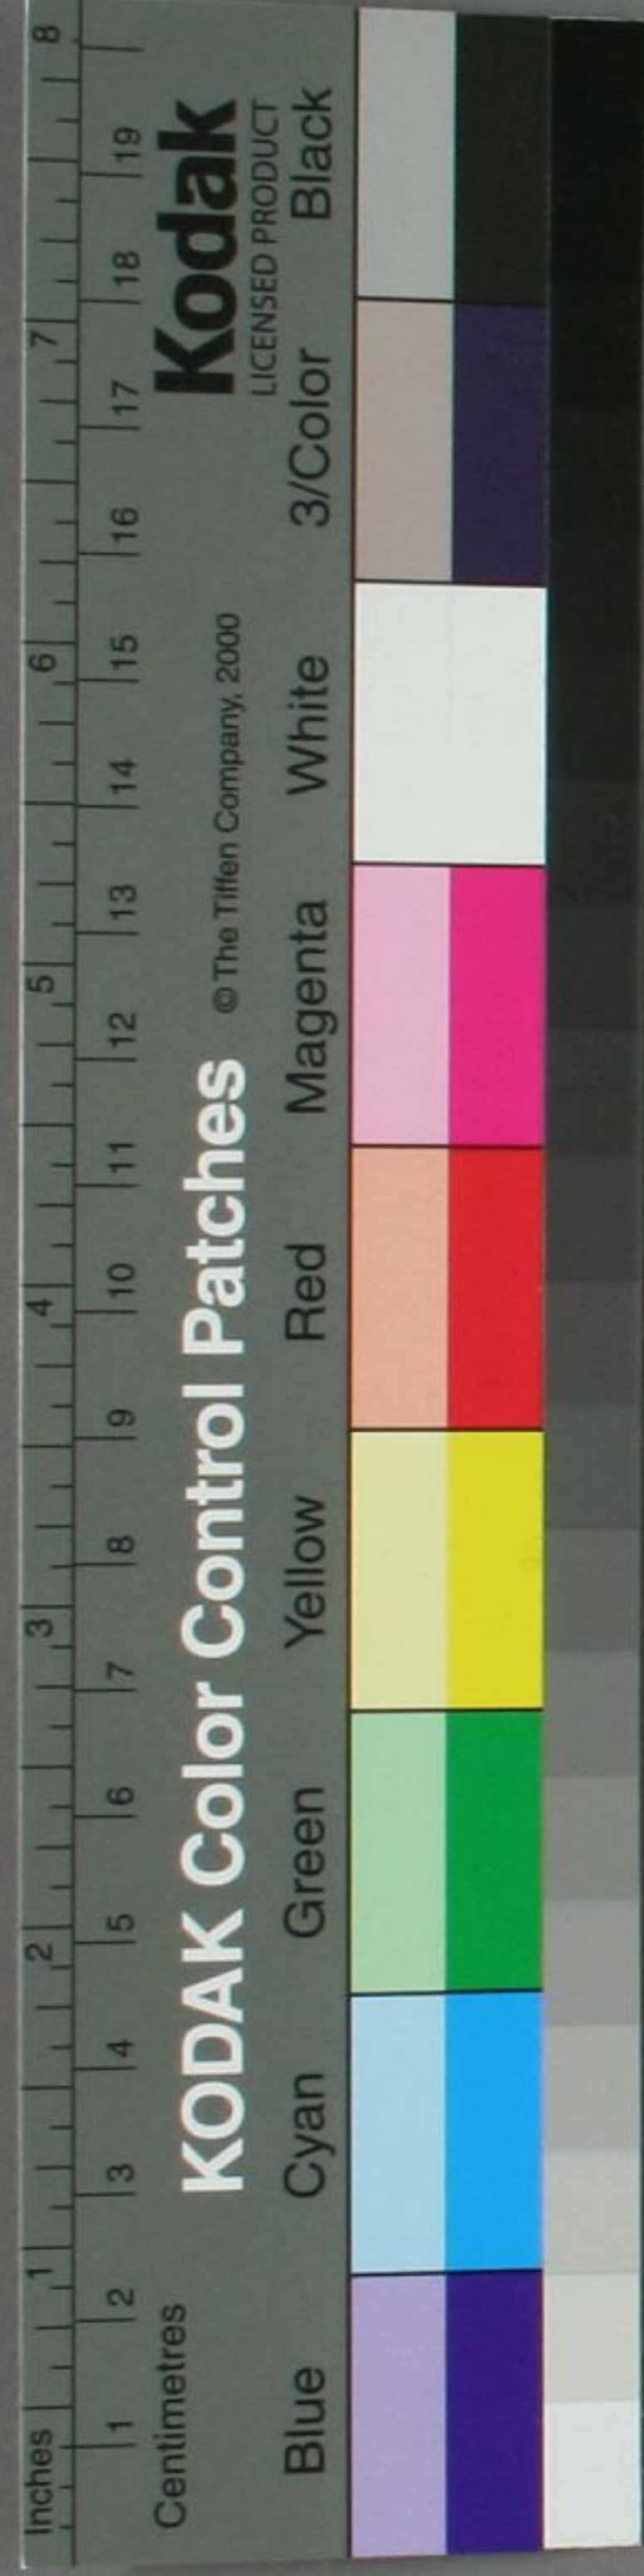 Inches 1 2 3 4 5 6 7 8
1 2 3 4 5 6 7 8 9 10 11 12 13 14 15 16 17 18 19
Centimetres
KODAK Color Control Patches © The Tiffen Company, 2000 Kodak
LICENSED PRODUCT
Blue Cyan Green Yellow Red Magenta White 3/Color Black